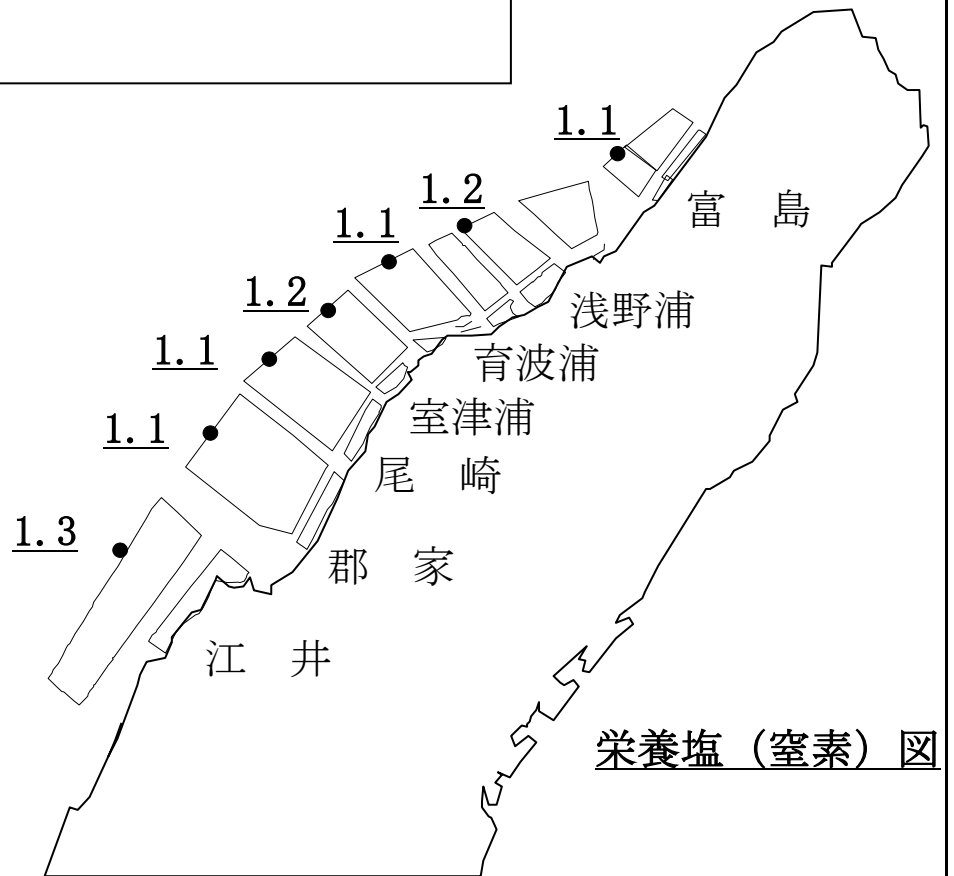 1.1
1.2
1.1
1.2
1.1
1.1
1.3
富　島
浅野浦
育波浦
室津浦
尾　崎
郡　家
江　井
栄養塩（窒素）図